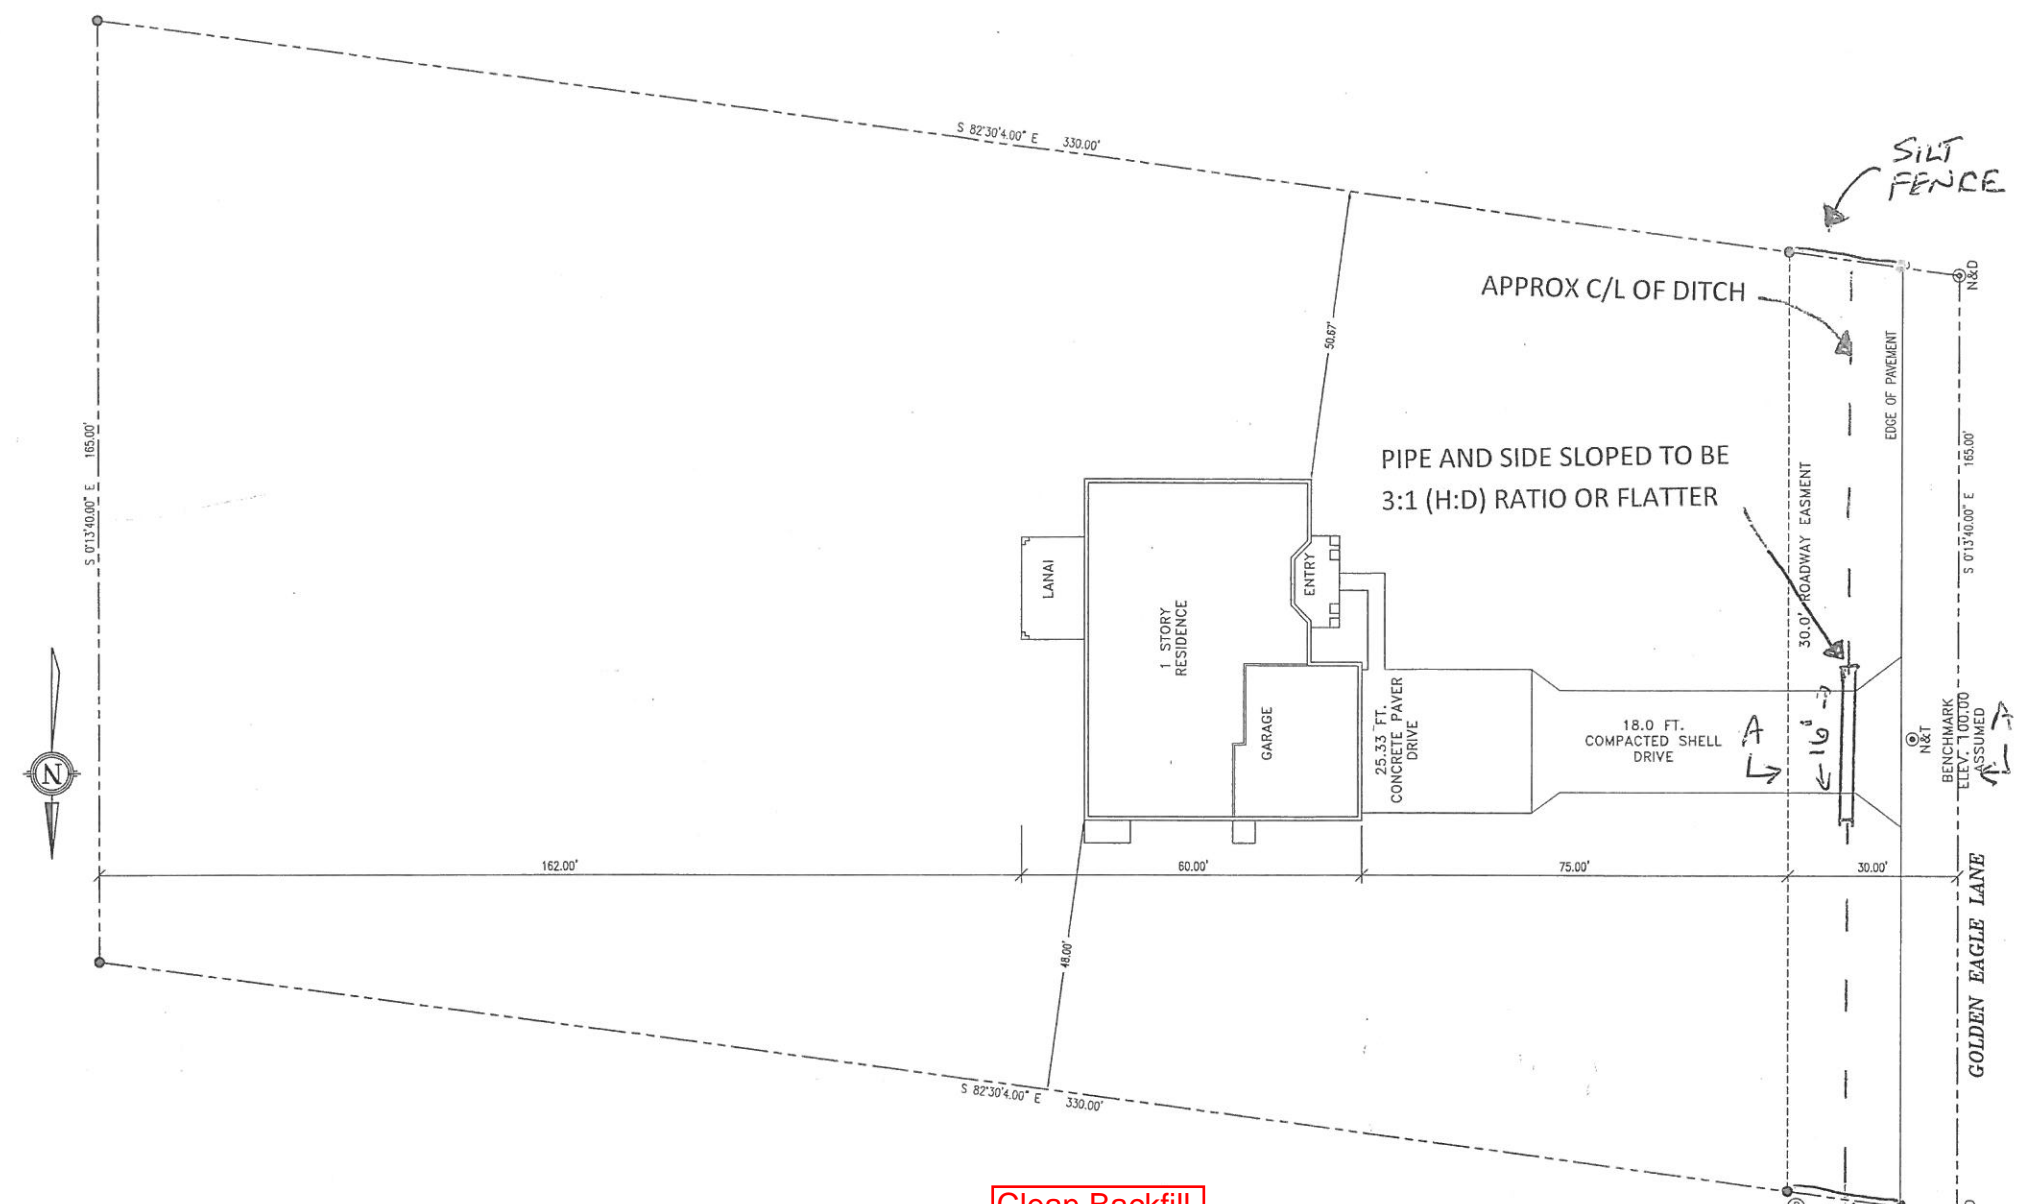 S 82°30'4.00" E 330.00'
SILT
FENCE
APPROX C/L OF DITCH
N&D
EDGE OF PAVEMENT
50.67'
S 0°13'40.00" E 165.00'
PIPE AND SIDE SLOPED TO BE
3:1 (H:D) RATIO OR FLATTER
30.0' ROADWAY EASMENT
S 0°13'40.00" E 165.00'
LANAI
1 STORY
RESIDENCE
ENTRY
GARAGE
25.33 FT.
CONCRETE PAVER
DRIVE
18.0 FT.
COMPACTED SHELL
DRIVE
A
16'
N&T
BENCHMARK
ELEV. 100.00
ASSUMED
A
N
162.00'
60.00'
75.00'
30.00'
48.00'
GOLDEN EAGLE LANE
S 82°30'4.00" E 330.00'
Clean Backfill